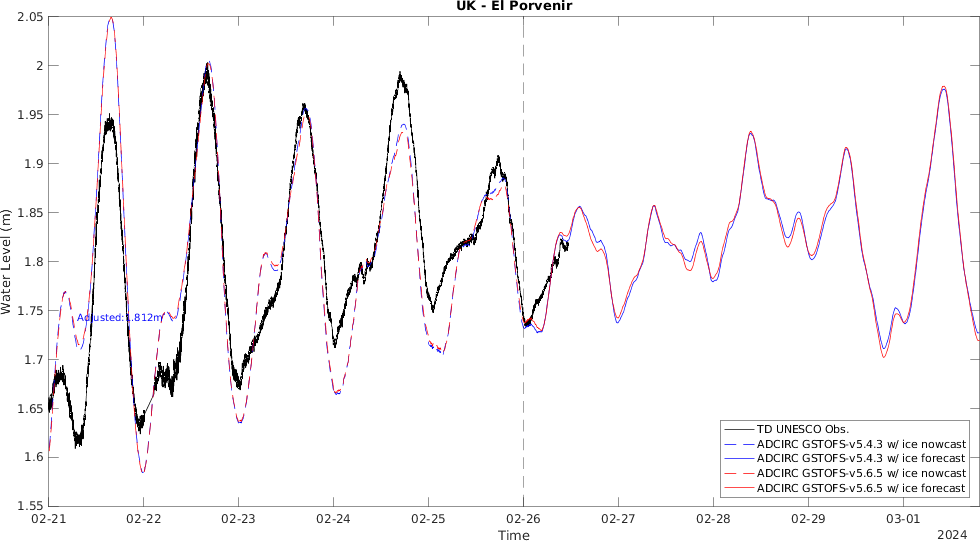 UK - El Porvenir
2.05
2
1.95
1.9
1.85
1.8
1.75
1.7
1.65
1.6
1.55
Water Level (m)
Adjusted:1.812m
TD UNESCO Obs.
ADCIRC GSTOFS-v5.4.3 w/ ice nowcast
ADCIRC GSTOFS-v5.4.3 w/ ice forecast
ADCIRC GSTOFS-v5.6.5 w/ ice nowcast
ADCIRC GSTOFS-v5.6.5 w/ ice forecast
02-21 02-22 02-23 02-24 02-25 02-26 02-27 02-28 02-29 03-01
Time
2024